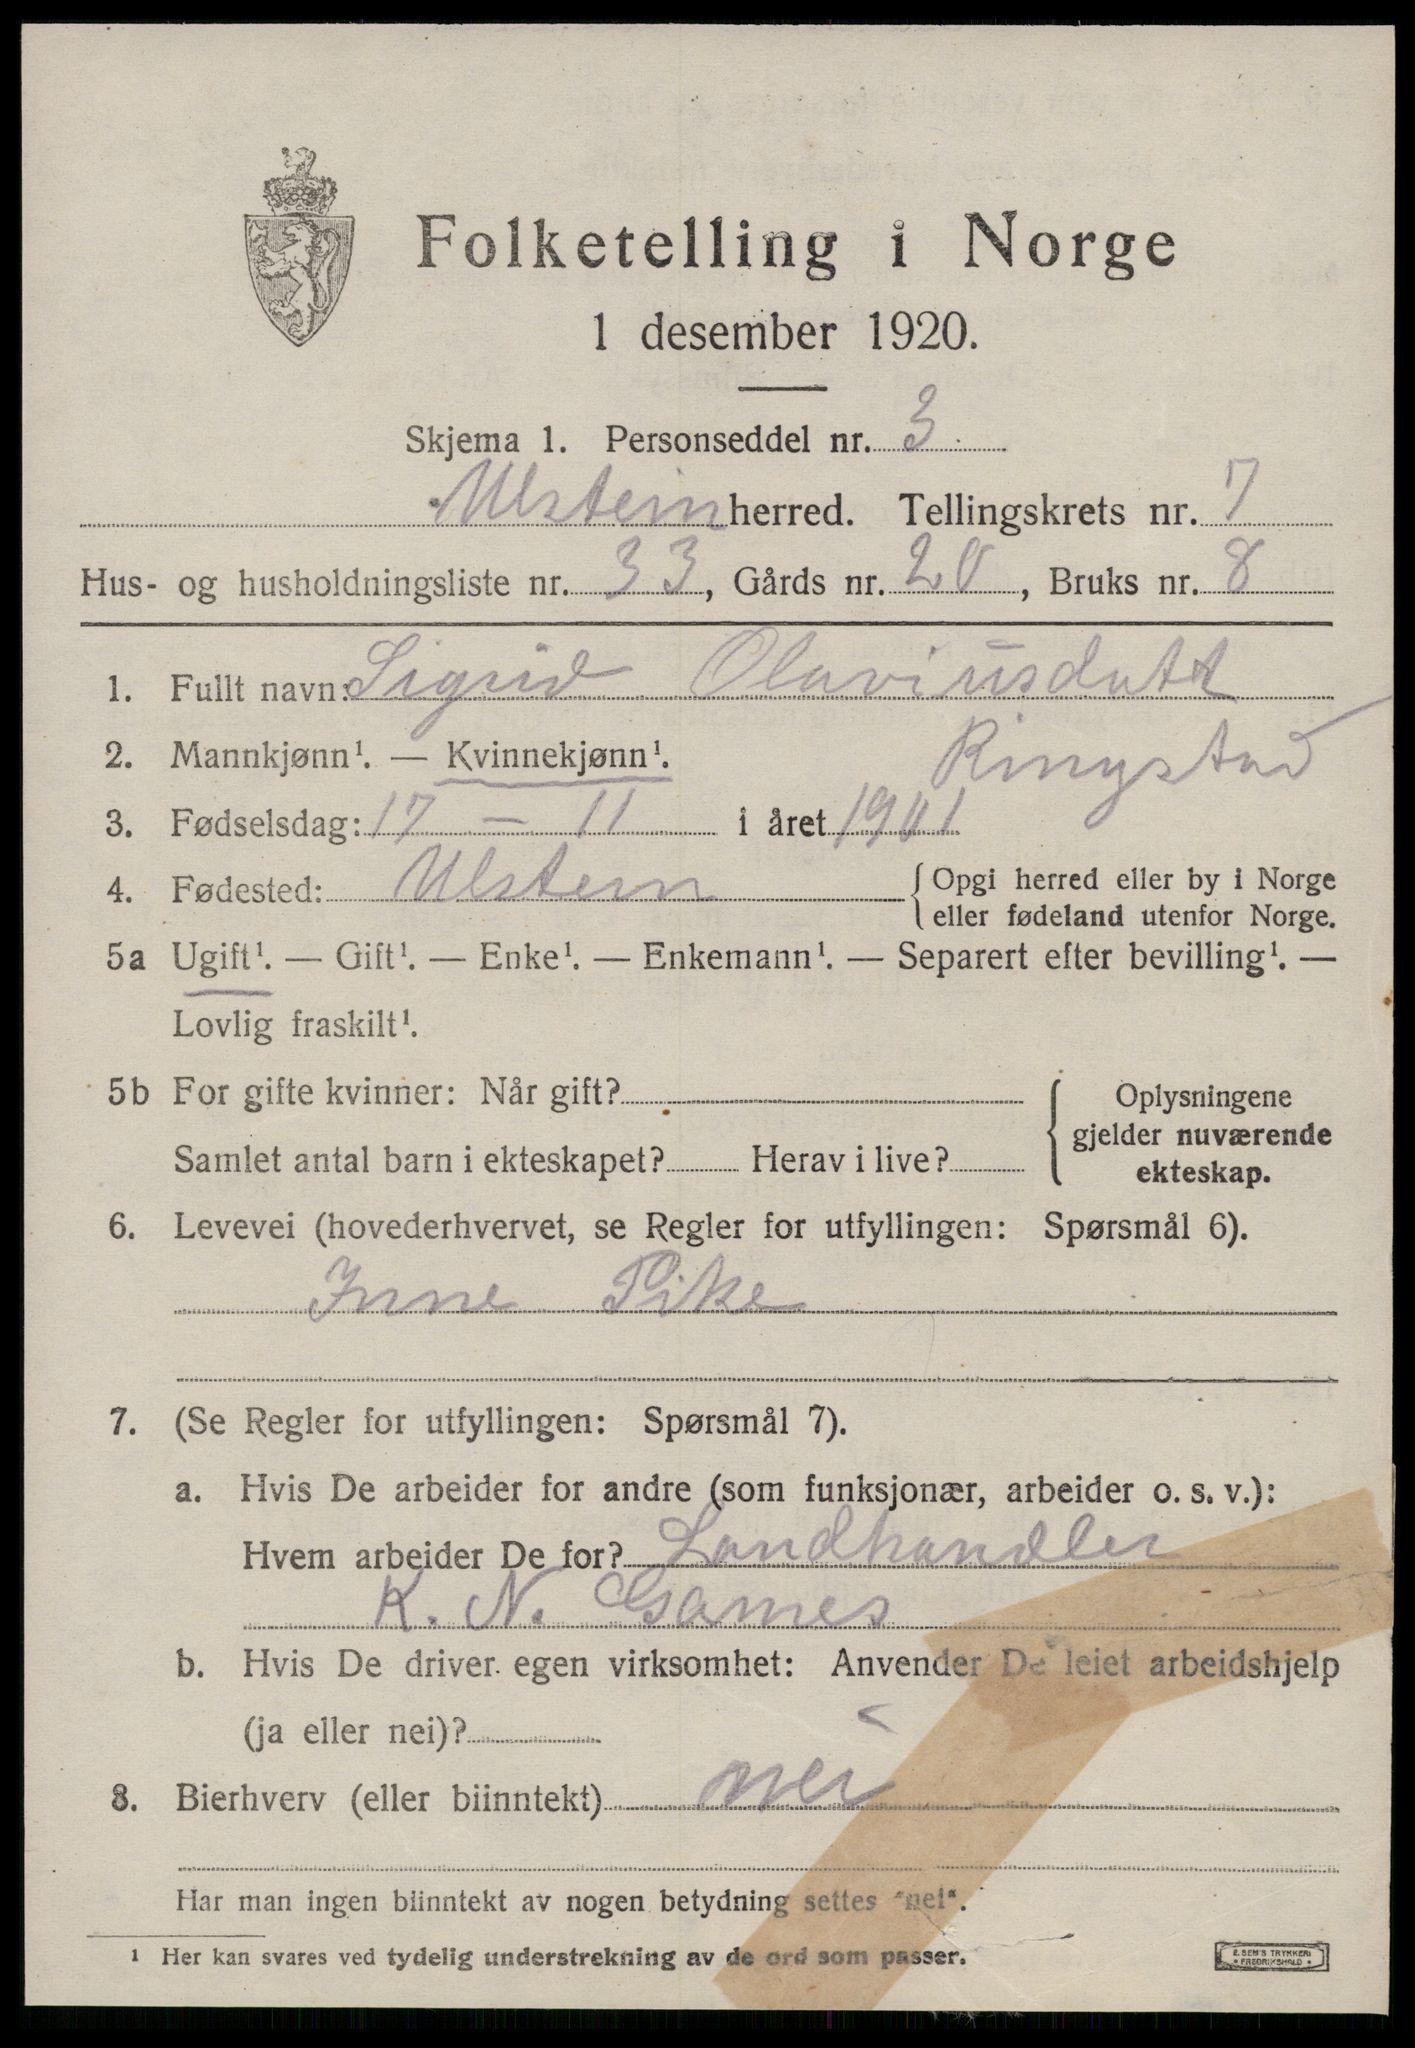 Folketelling i Norge
1 desember 1920.
Skjema 1. Personseddel nr. 3
Ulstein herred. Tellingskrets nr. 7
Hus- og husholdningsliste nr. 33, Gårds nr. 20, Bruks nr. 8
1. Fullt navn: Sigrid Olaviusdatt
Ringstad
2. Mannkjønn¹. — Kvinnekjønn¹.
3. Fødselsdag: 17 – 11 i året 1901
4. Fødested: Ulstein { Opgi herred eller by i Norge
eller fødeland utenfor Norge.
5a Ugift¹. — Gift¹. — Enke¹. — Enkemann¹. — Separert efter bevilling¹. —
Lovlig fraskilt¹.
5b For gifte kvinner: Når gift?
Samlet antal barn i ekteskapet? Herav i live?
{ Oplysningene
gjelder nuværende
ekteskap.
6. Levevei (hovederhvervet, se Regler for utfyllingen: Spørsmål 6).
Inne Pike
7. (Se Regler for utfyllingen: Spørsmål 7).
a. Hvis De arbeider for andre (som funksjonær, arbeider o. s. v.):
Hvem arbeider De for? Landhandler
K. N. Garnes
b. Hvis De driver egen virksomhet: Anvender De leiet arbeidshjelp
(ja eller nei)?
8. Bierhverv (eller biinntekt) nei
Har man ingen biinntekt av nogen betydning settes "nei".
¹ Her kan svares ved tydelig understrekning av de ord som passer.
E. SEM'S TRYKKERI
FREDRIKSHALD